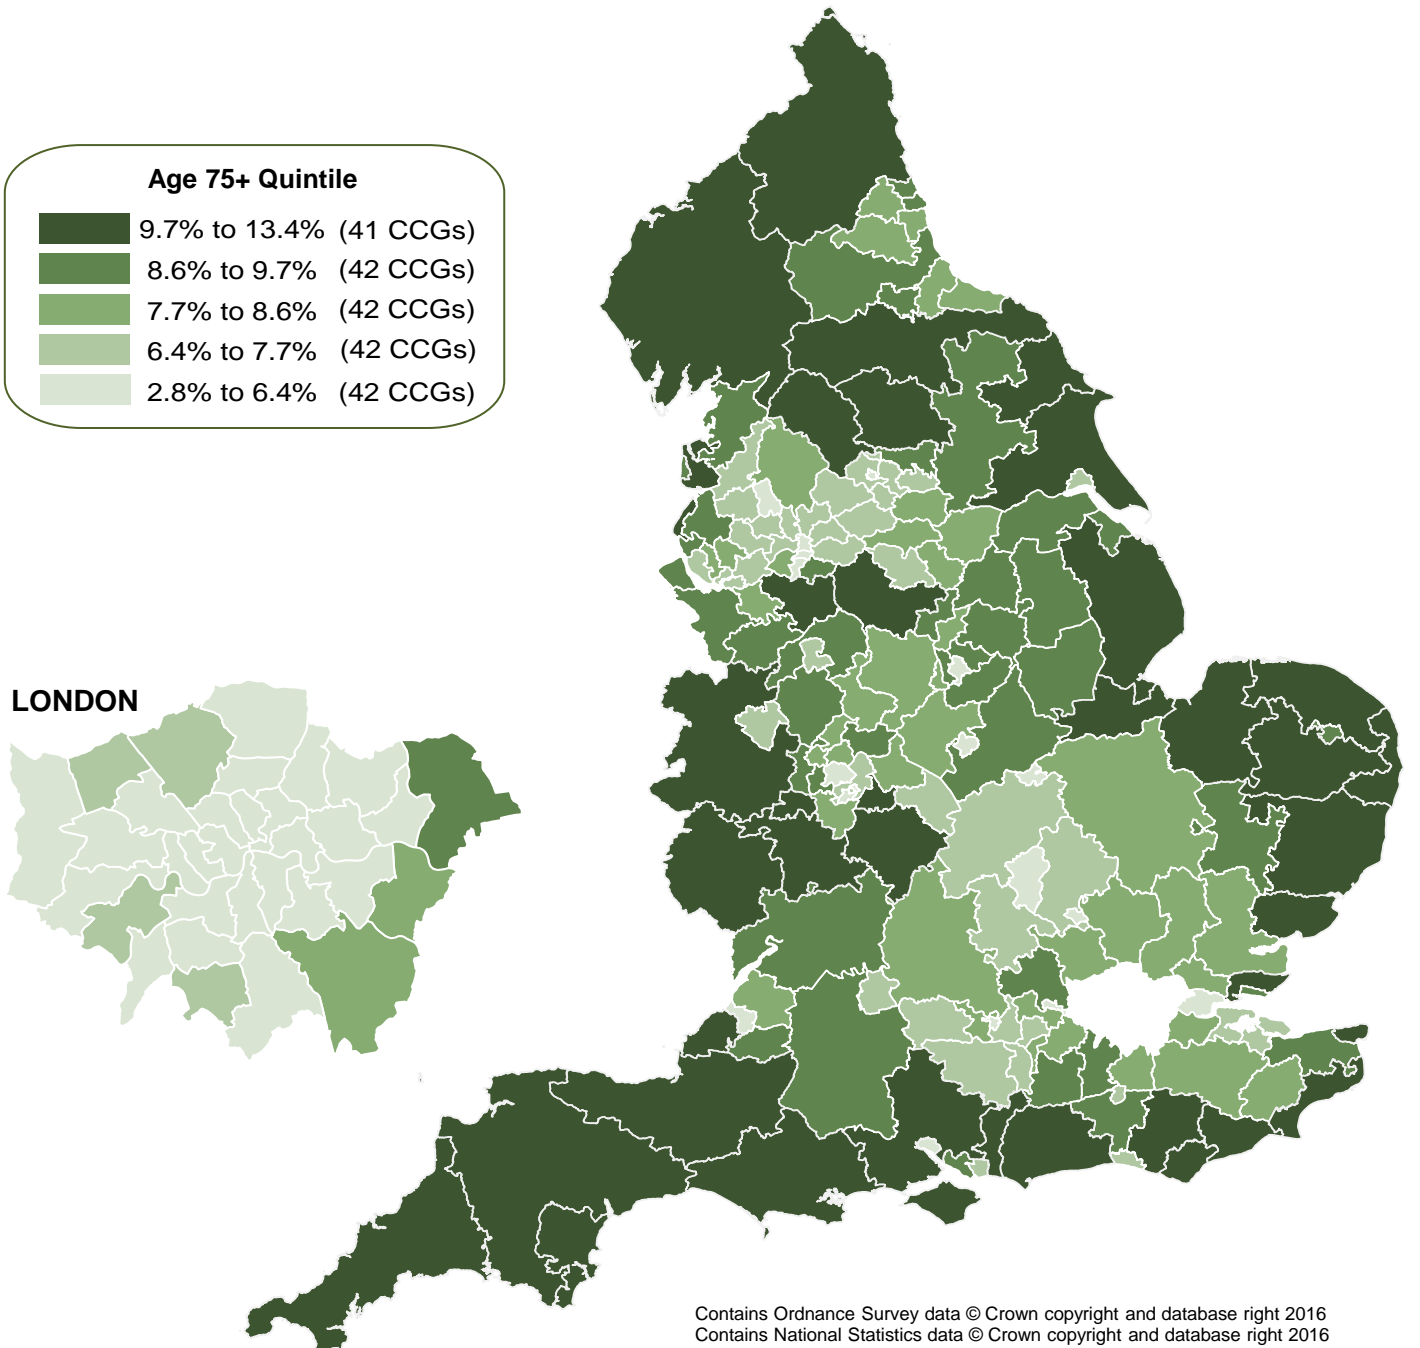 Age 75+ Quintile
9.7% to 13.4% (41 CCGs)
8.6% to 9.7% (42 CCGs)
7.7% to 8.6% (42 CCGs)
6.4% to 7.7% (42 CCGs)
2.8% to 6.4% (42 CCGs)
LONDON
Contains Ordnance Survey data © Crown copyright and database right 2016
Contains National Statistics data © Crown copyright and database right 2016